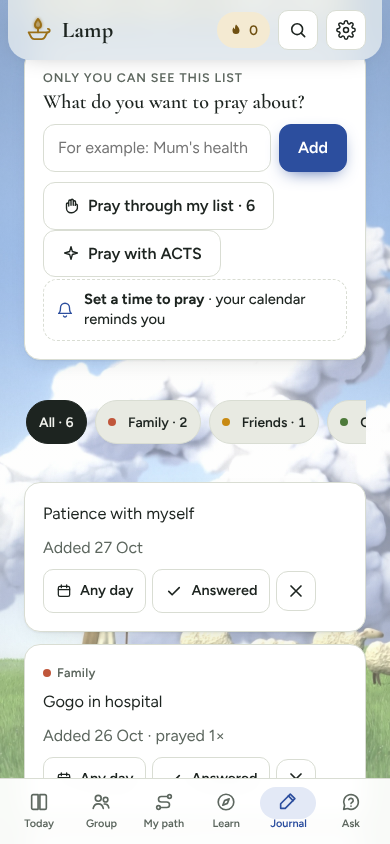 Lamp
0
ONLY YOU CAN SEE THIS LIST
What do you want to pray about?
For example: Mum's health
Add
Pray through my list · 6
Pray with ACTS
Set a time to pray · your calendar
reminds you
All · 6
Family · 2
Friends · 1
Patience with myself
Added 27 Oct
Any day
Answered
Family
Gogo in hospital
Added 26 Oct · prayed 1×
Any day
Answered
Today
Group
My path
Learn
Journal
Ask